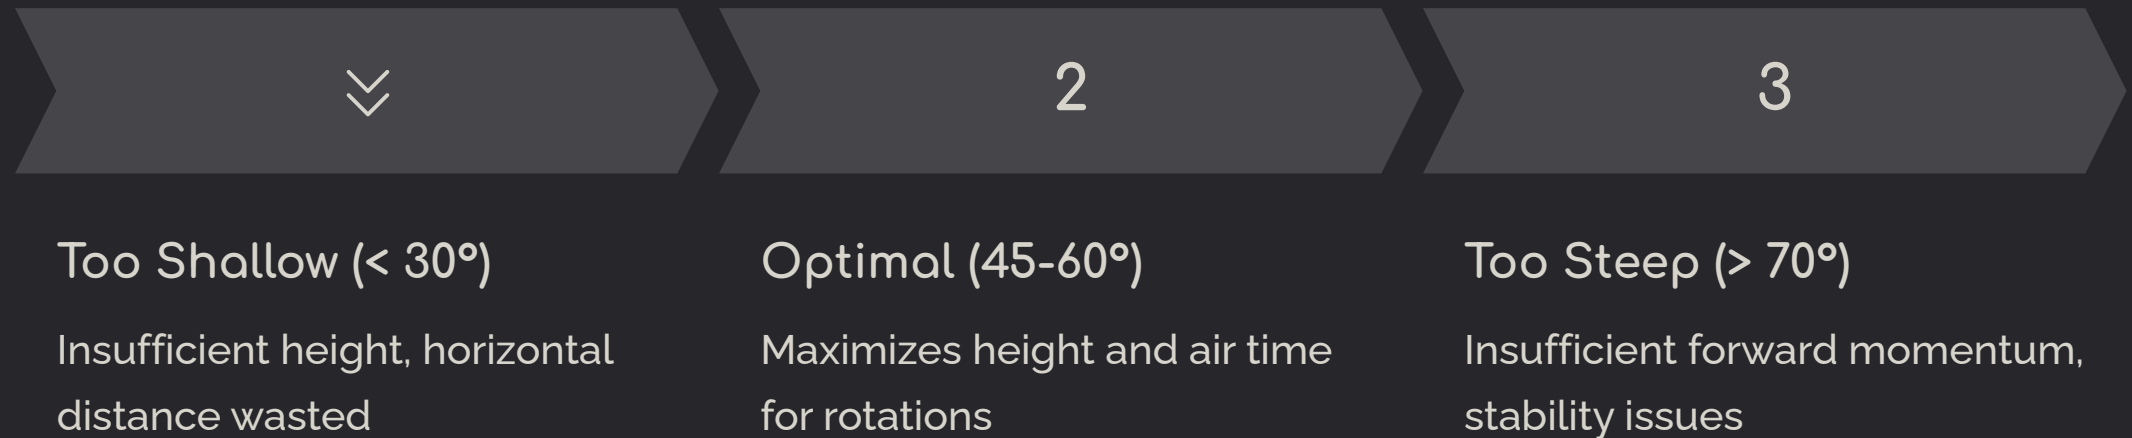 2
3
Too Shallow (< 30°)
Insufficient height, horizontal
distance wasted
Optimal (45-60°)
Maximizes height and air time
for rotations
Too Steep (> 70°)
Insufficient forward momentum,
stability issues